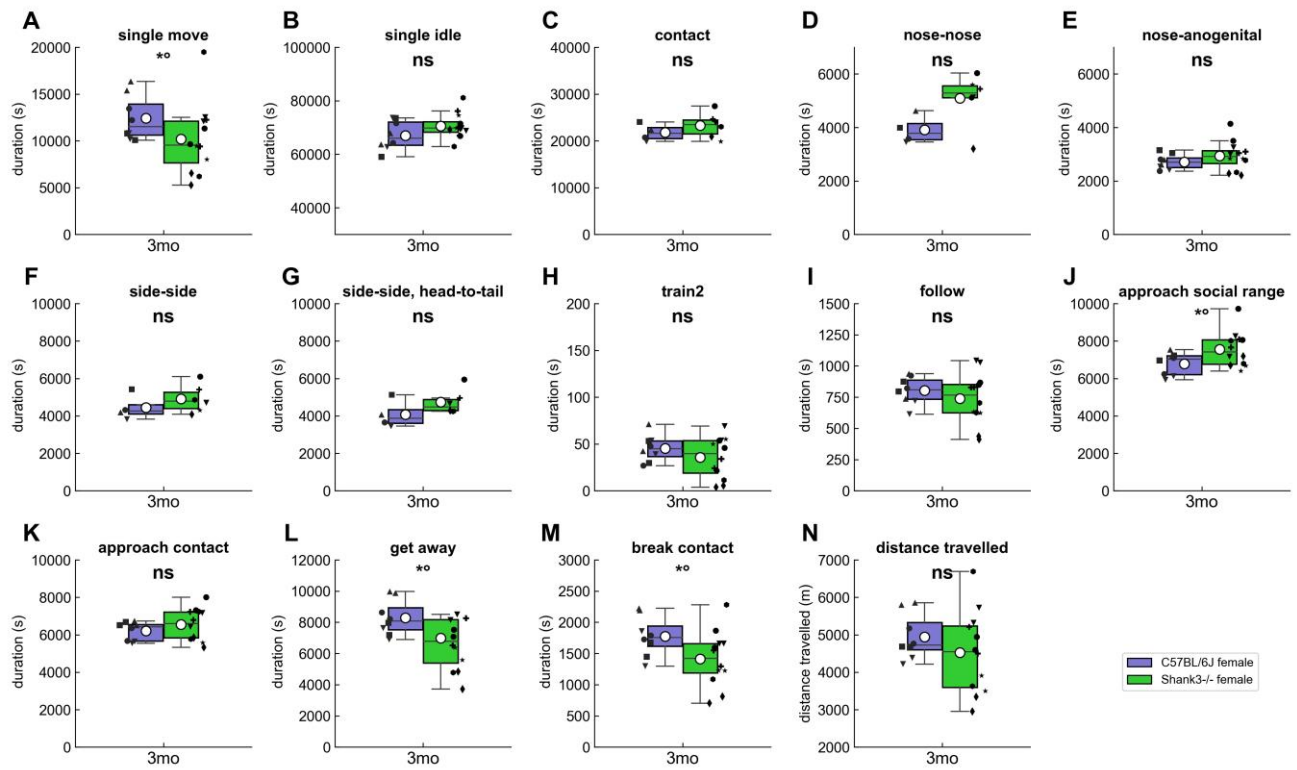 A
single move
*°
duration (s)
20000
15000
10000
5000
0
3mo
B
single idle
ns
duration (s)
100000
80000
60000
40000
3mo
C
contact
ns
duration (s)
40000
30000
20000
10000
0
3mo
D
nose-nose
ns
duration (s)
6000
4000
2000
0
3mo
E
nose-anogenital
ns
duration (s)
6000
4000
2000
0
3mo
F
side-side
ns
duration (s)
10000
8000
6000
4000
2000
0
3mo
G
side-side, head-to-tail
ns
duration (s)
10000
8000
6000
4000
2000
0
3mo
H
train2
ns
duration (s)
200
150
100
50
0
3mo
I
follow
ns
duration (s)
1500
1250
1000
750
500
250
0
3mo
J
approach social range
*°
duration (s)
10000
8000
6000
4000
2000
0
3mo
K
approach contact
ns
duration (s)
10000
8000
6000
4000
2000
0
3mo
L
get away
*°
duration (s)
12000
10000
8000
6000
4000
2000
0
3mo
M
break contact
*°
duration (s)
3000
2500
2000
1500
1000
500
0
3mo
N
distance travelled
ns
distance travelled (m)
7000
6000
5000
4000
3000
2000
3mo
C57BL/6J female
Shank3-/- female